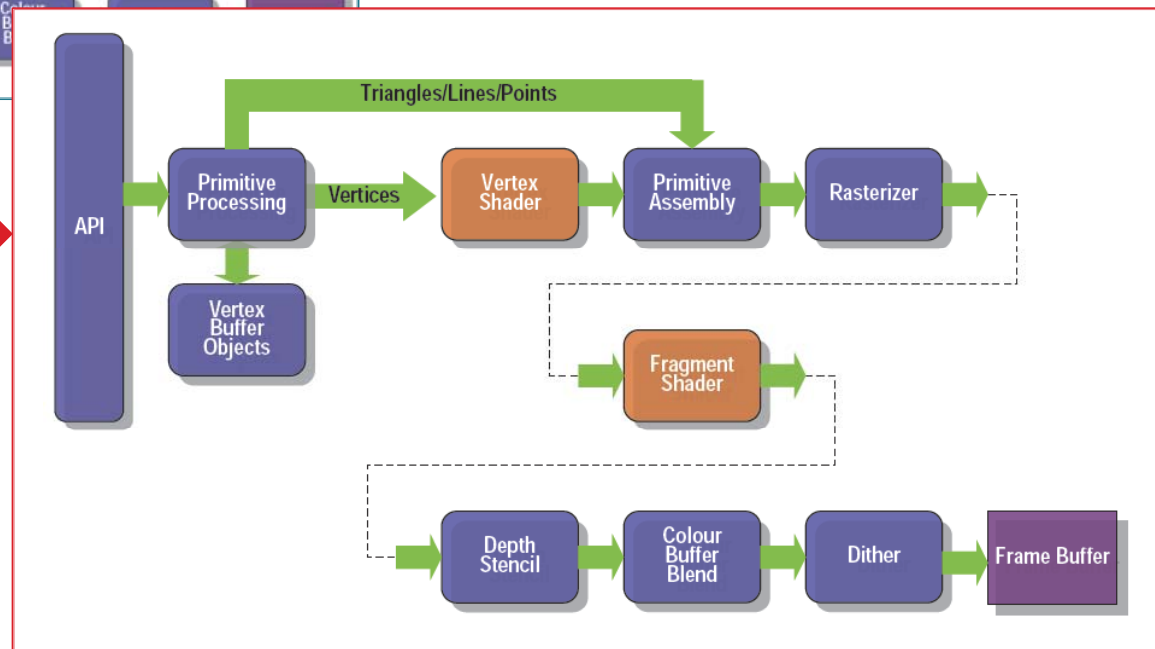 Colour
B
B
Triangles/Lines/Points
API
Primitive
Processing
Vertices
Vertex
Shader
Primitive
Assembly
Rasterizer
Vertex
Buffer
Objects
Fragment
Shader
Depth
Stencil
Colour
Buffer
Blend
Dither
Frame Buffer